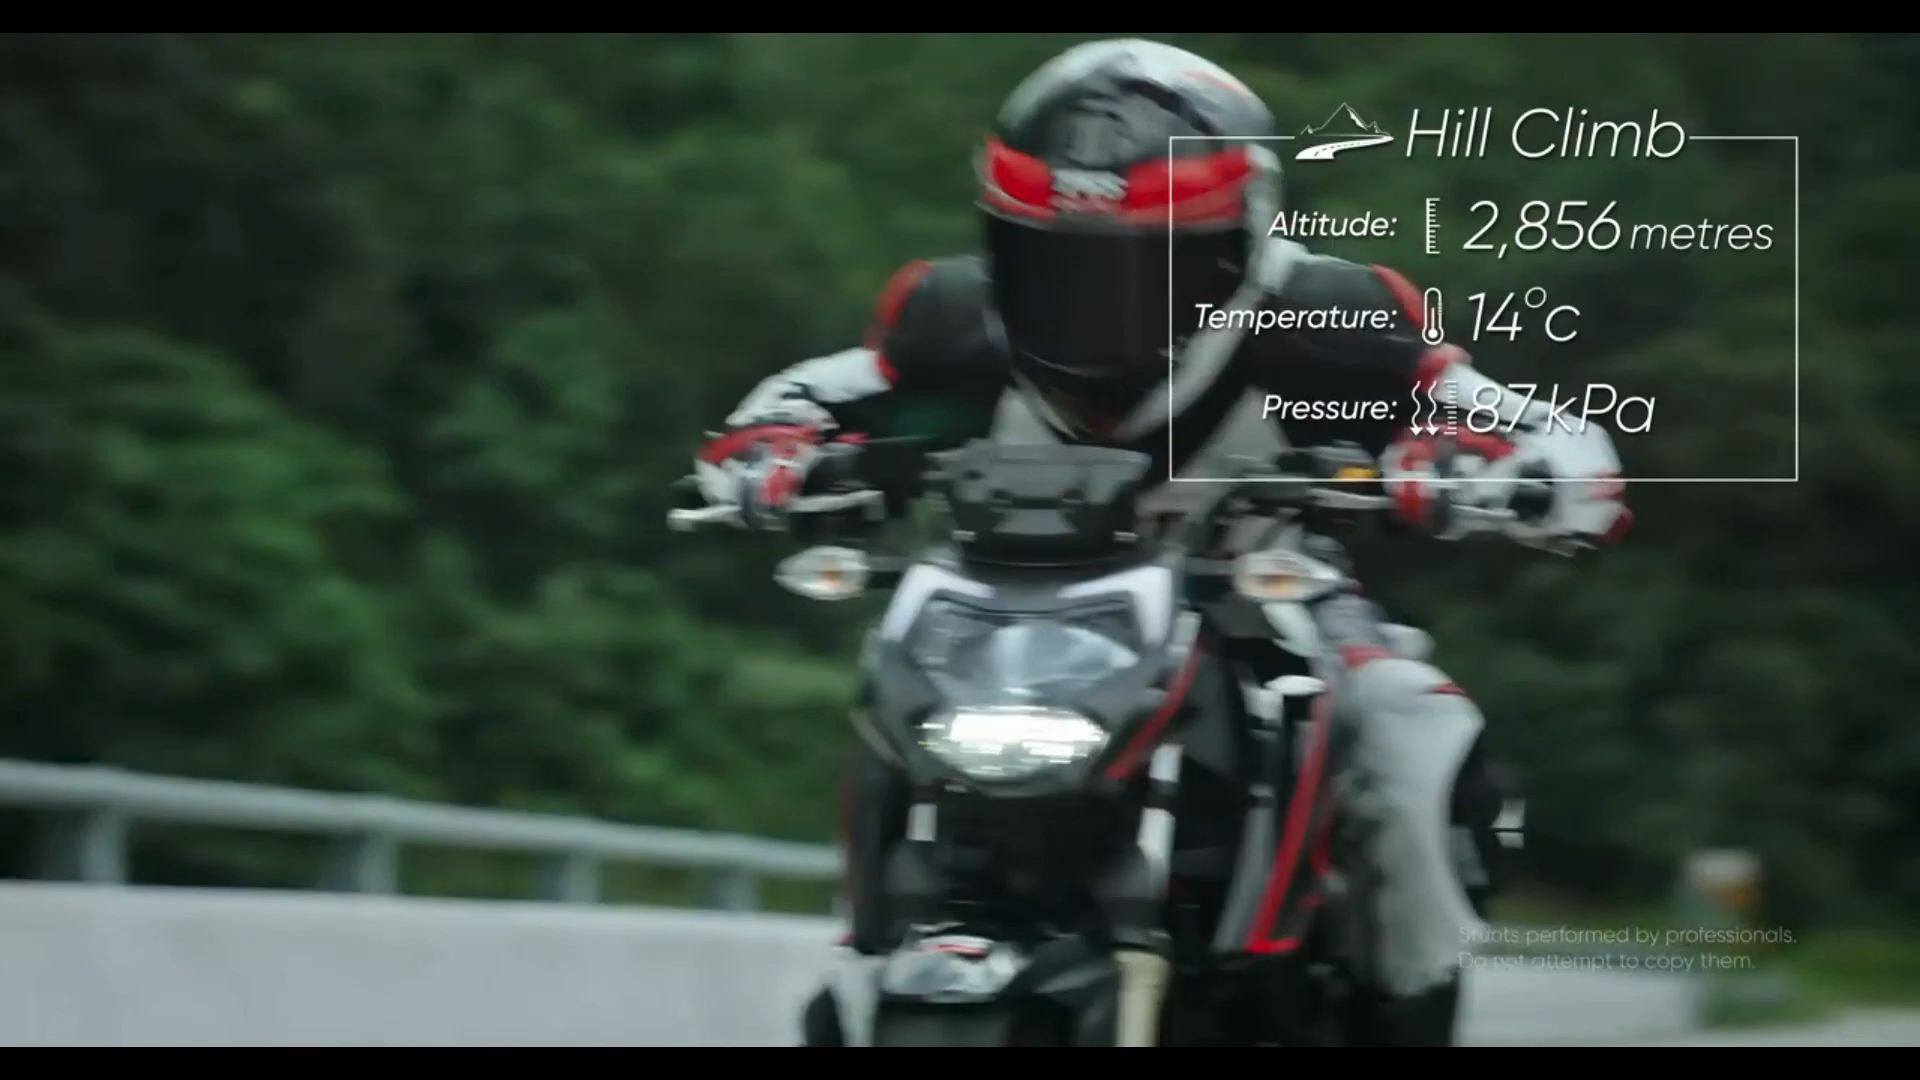 Hill Climb
Altitude: 2,856 metres
Temperature: 14°c
Pressure: 87 kPa
Stunts performed by professionals.
Do not attempt to copy them.